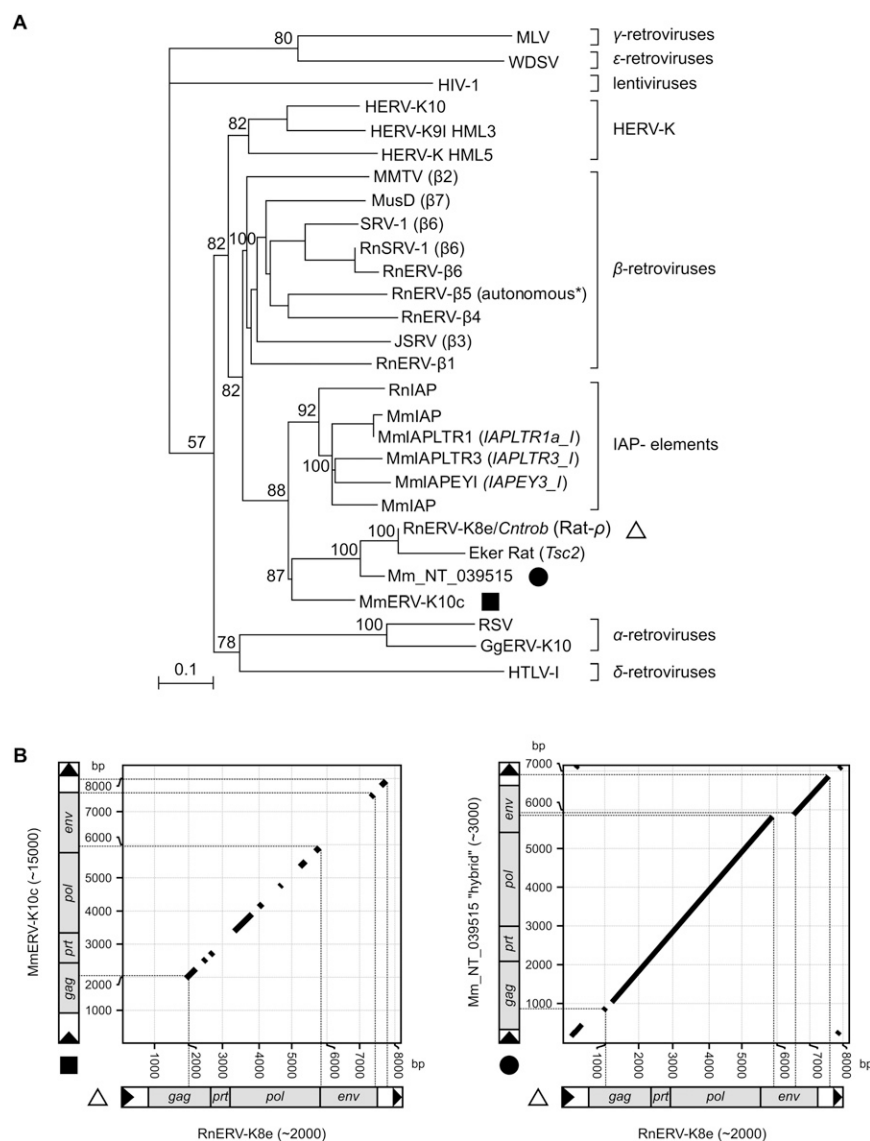 A
80
MLV
γ-retroviruses
WDSV
ε-retroviruses
HIV-1
lentiviruses
HERV-K10
82
HERV-K9I HML3
HERV-K
HERV-K HML5
MMTV (β2)
MusD (β7)
SRV-1 (β6)
82
100
RnSRV-1 (β6)
RnERV-β6
β-retroviruses
RnERV-β5 (autonomous*)
RnERV-β4
JSRV (β3)
RnERV-β1
82
RnIAP
92
MmIAP
MmIAPLTR1 (IAPLTR1a_I)
57
IAP- elements
MmIAPLTR3 (IAPLTR3_I)
100
MmIAPEYI (IAPEY3_I)
88
MmIAP
100
RnERV-K8e/Cntrob (Rat-ρ)
100
Eker Rat (Tsc2)
87
Mm_NT_039515
MmERV-K10c
RSV
100
78
α-retroviruses
GgERV-K10
0.1
HTLV-I
δ-retroviruses
B
bp
8000
7000
6000
5000
4000
3000
2000
1000
MmERV-K10c (~15000)
env
pol
prt
gag
1000
2000
3000
4000
5000
6000
7000
8000
bp
gag
prt
pol
env
RnERV-K8e (~2000)
bp
7000
6000
5000
4000
3000
2000
1000
Mm_NT_039515 "hybrid" (~3000)
env
pol
prt
gag
1000
2000
3000
4000
5000
6000
7000
8000
bp
gag
prt
pol
env
RnERV-K8e (~2000)